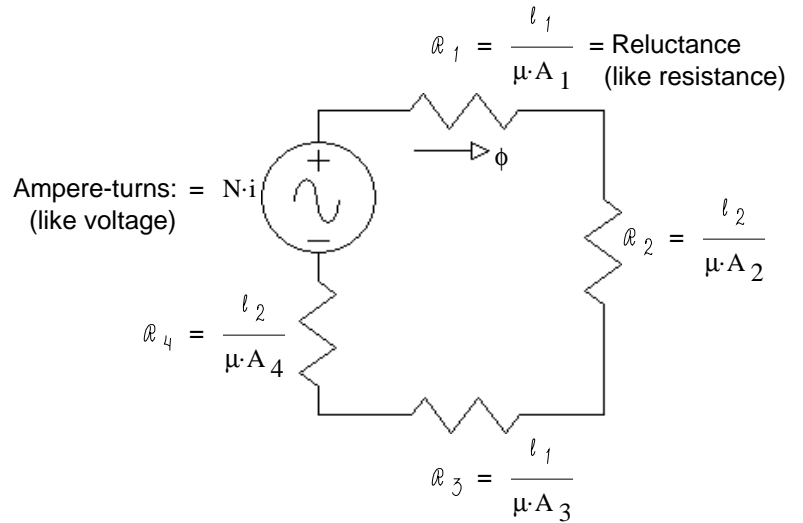 ℛ 1 = ℓ 1 / μ·A 1 = Reluctance
(like resistance)
ϕ
Ampere-turns: = N·i
(like voltage)
+
−
ℛ 2 = ℓ 2 / μ·A 2
ℛ 4 = ℓ 2 / μ·A 4
ℛ 3 = ℓ 1 / μ·A 3